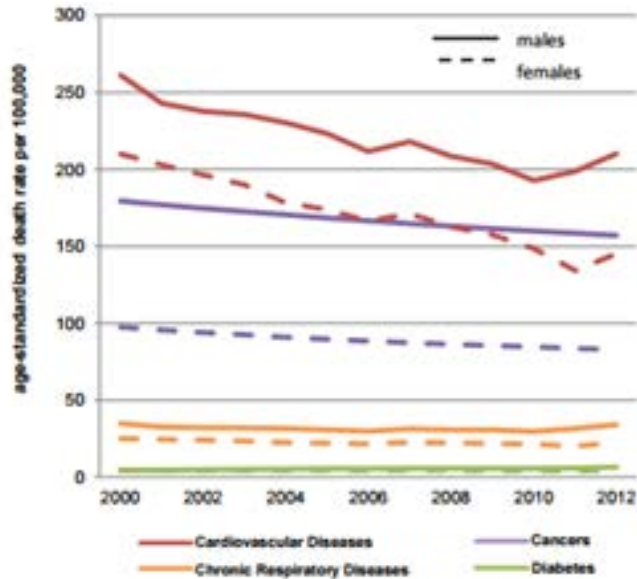 300
250
200
150
100
50
0
age-standardized death rate per 100,000
males
females
2000 2002 2004 2006 2008 2010 2012
Cardiovascular Diseases Cancers
Chronic Respiratory Diseases Diabetes